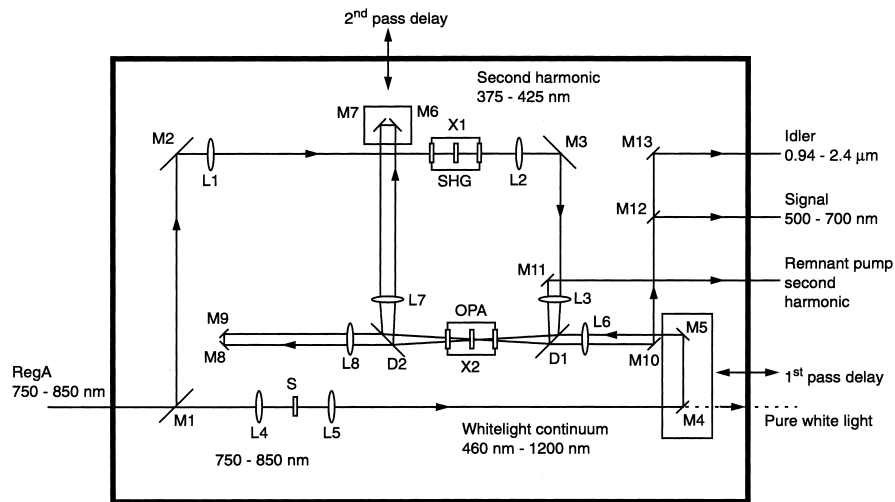 2nd pass delay
Second harmonic
375 - 425 nm
M7
M6
X1
M2
M3
M13
Idler
0.94 - 2.4 µm
L1
SHG
L2
Signal
500 - 700 nm
M12
M11
Remnant pump
second
harmonic
L7
OPA
L3
L6
M9
M5
M8
L8
D2
X2
D1
M10
RegA
750 - 850 nm
1st pass delay
S
M4
M1
L4
L5
Whitelight continuum
460 nm - 1200 nm
Pure white light
750 - 850 nm